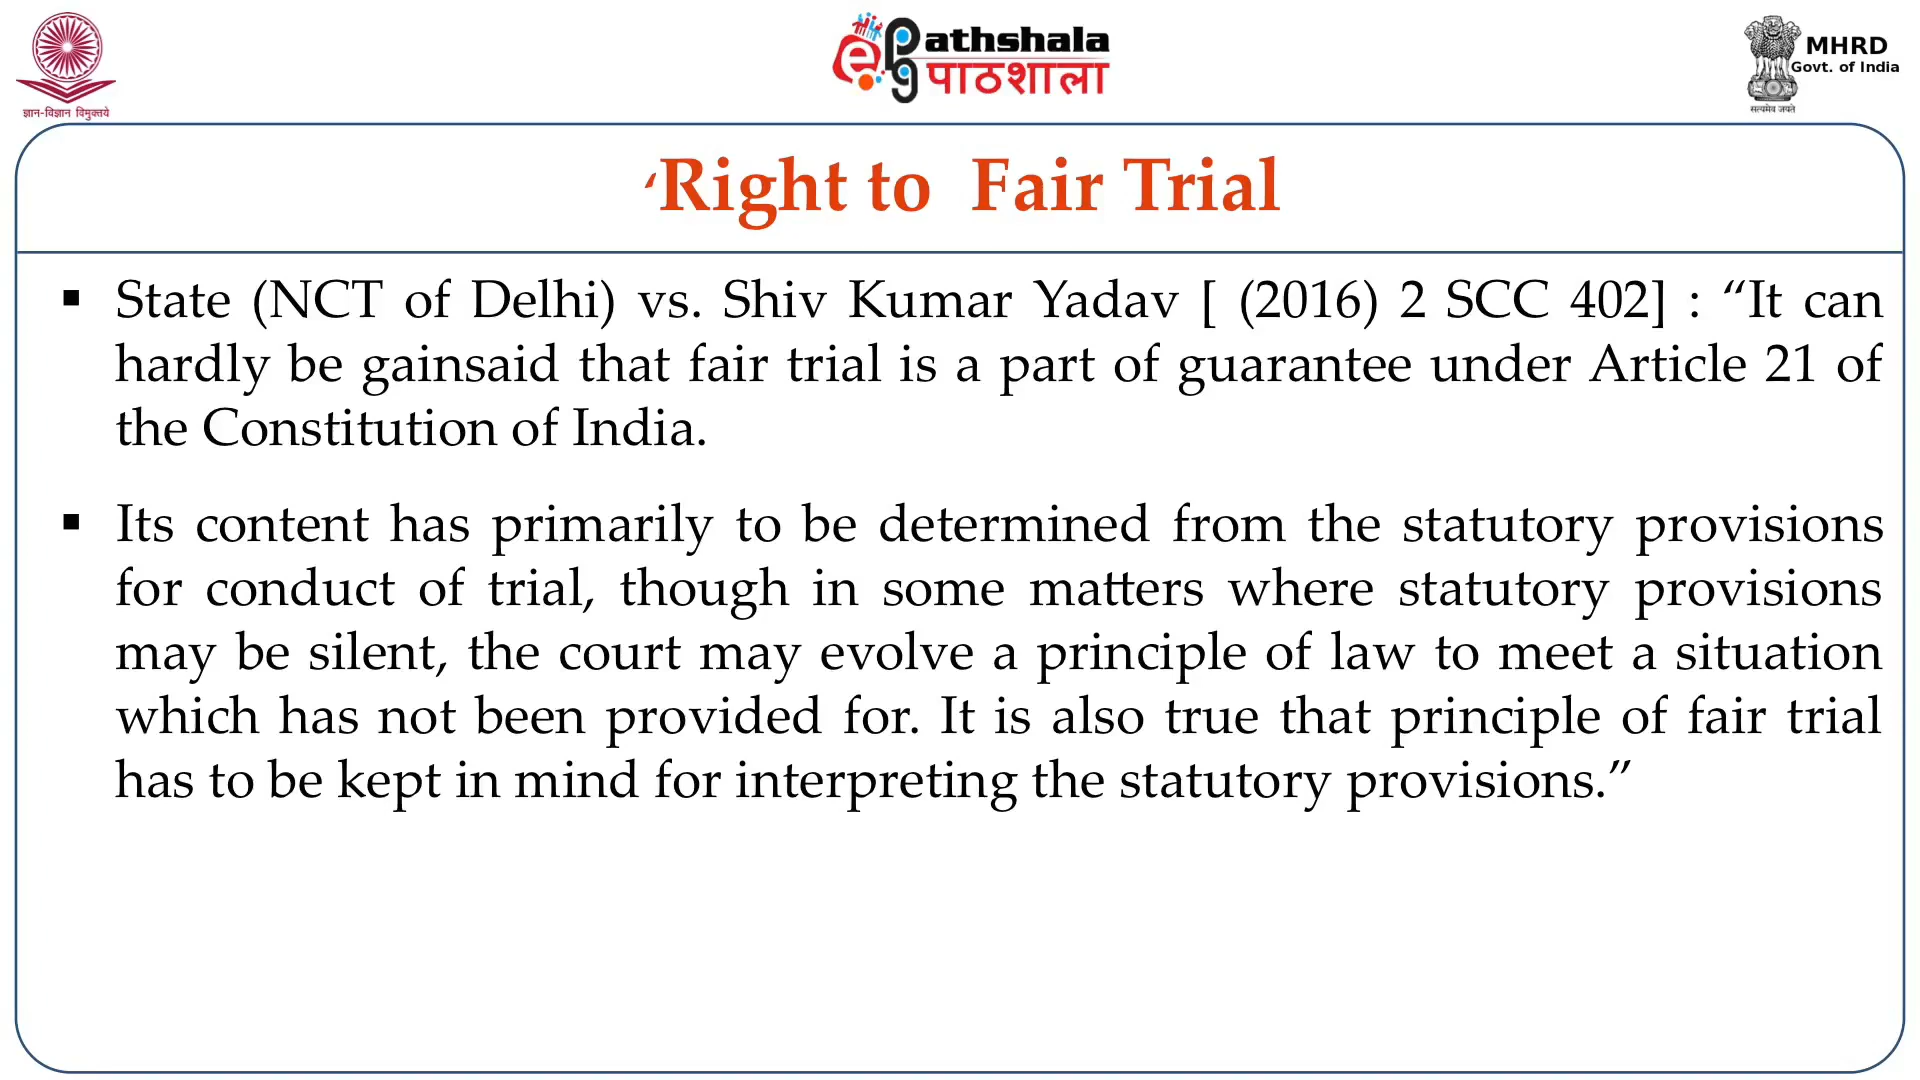 ज्ञान-विज्ञान विमुक्तये
ePathshala
पाठशाला
MHRD
Govt. of India
सत्यमेव जयते
‘Right to  Fair Trial
▪ State (NCT of Delhi) vs. Shiv Kumar Yadav [ (2016) 2 SCC 402] : “It can
hardly be gainsaid that fair trial is a part of guarantee under Article 21 of
the Constitution of India.
▪ Its content has primarily to be determined from the statutory provisions
for conduct of trial, though in some matters where statutory provisions
may be silent, the court may evolve a principle of law to meet a situation
which has not been provided for. It is also true that principle of fair trial
has to be kept in mind for interpreting the statutory provisions.”